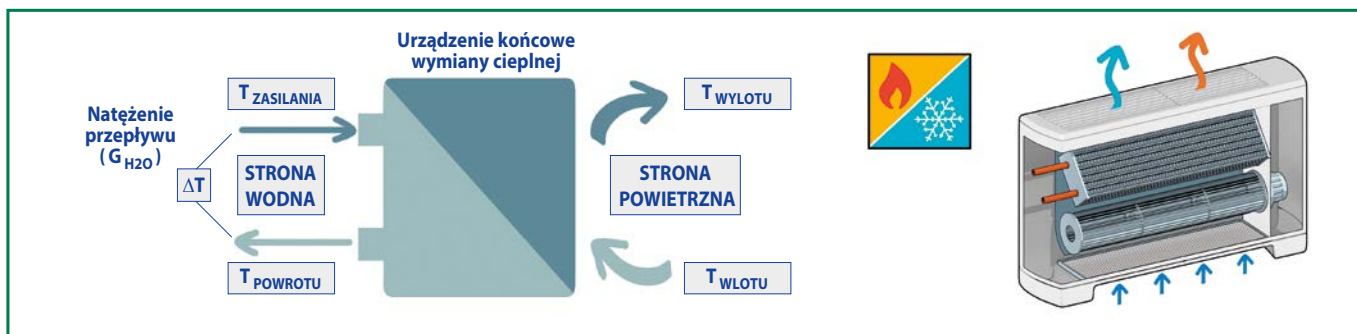 Urządzenie końcowe
wymiany cieplnej
Natężenie
przepływu
( G H2O )
ΔT
T ZASILANIA
STRONA
WODNA
T POWROTU
T WYLOTU
STRONA
POWIETRZNA
T WLOTU